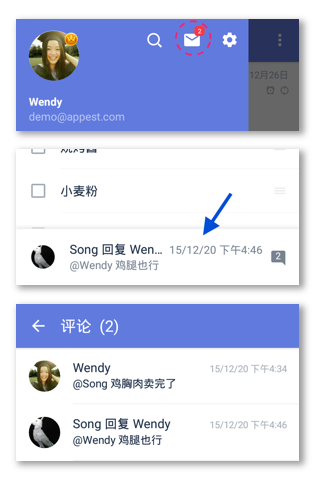 2
12月26日
Wendy
demo@appest.com
小麦粉
Song 回复 Wen... 15/12/20 下午4:46
@Wendy 鸡腿也行
2
评论 (2)
Wendy 15/12/20 下午4:34
@Song 鸡胸肉卖完了
Song 回复 Wendy 15/12/20 下午4:46
@Wendy 鸡腿也行